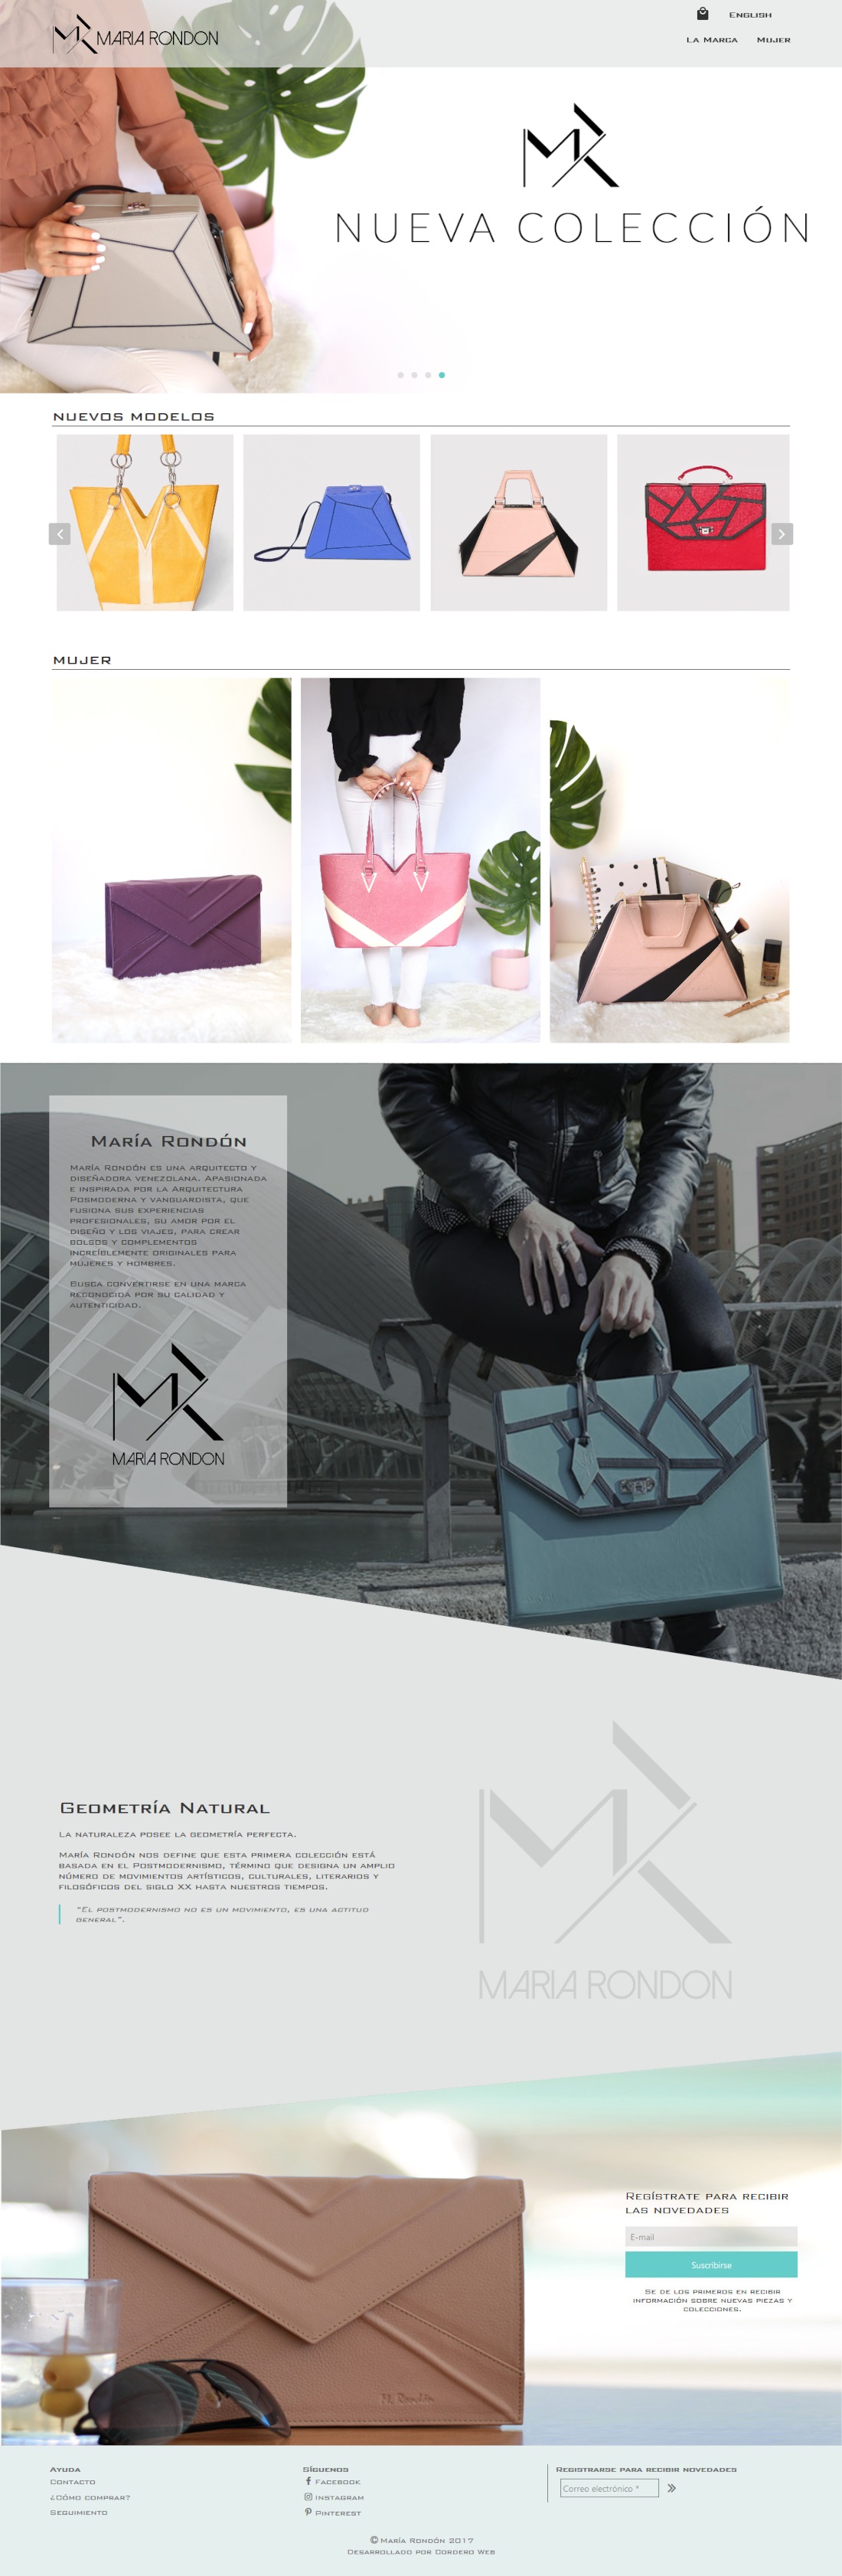 MARIA RONDON
English
La Marca Mujer
NUEVA COLECCIÓN
NUEVOS MODELOS
MUJER
María Rondón
María Rondón es una arquitecto y
diseñadora venezolana. Apasionada
e inspirada por la Arquitectura
Posmoderna y vanguardista, que
fusiona sus experiencias
profesionales, su amor por el
diseño y los viajes, para crear
bolsos y complementos
increíblemente originales para
mujeres y hombres.
Busca convertirse en una marca
reconocida por su calidad y
autenticidad.
MARIA RONDON
Geometría Natural
La naturaleza posee la geometría perfecta.
María Rondón nos define que esta primera colección está
basada en el Postmodernismo, término que designa un amplio
número de movimientos artísticos, culturales, literarios y
filosóficos del siglo XX hasta nuestros tiempos.
"El postmodernismo no es un movimiento, es una actitud
general".
MARIA RONDON
Regístrate para recibir
las novedades
E-mail
Suscribirse
Se de los primeros en recibir
información sobre nuevas piezas y
colecciones.
Ayuda
Contacto
¿Cómo comprar?
Seguimiento
Síguenos
Facebook
Instagram
Pinterest
Registrarse para recibir novedades
Correo electrónico *
© María Rondón 2017
Desarrollado por Cordero Web